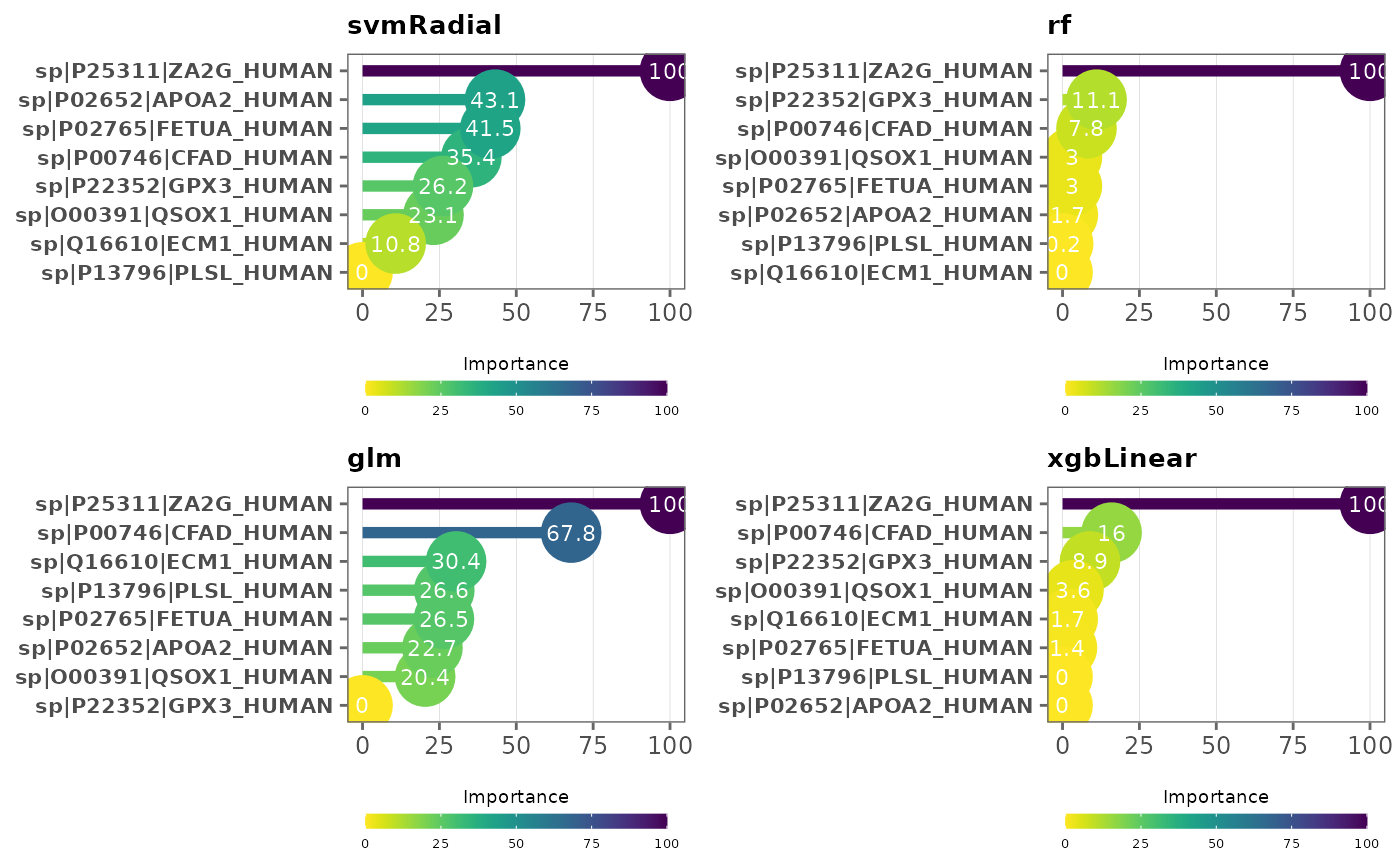 svmRadial
sp|P25311|ZA2G_HUMAN 100
sp|P02652|APOA2_HUMAN 43.1
sp|P02765|FETUA_HUMAN 41.5
sp|P00746|CFAD_HUMAN 35.4
sp|P22352|GPX3_HUMAN 26.2
sp|O00391|QSOX1_HUMAN 23.1
sp|Q16610|ECM1_HUMAN 10.8
sp|P13796|PLSL_HUMAN 0
0 25 50 75 100
Importance
0 25 50 75 100
rf
sp|P25311|ZA2G_HUMAN 100
sp|P22352|GPX3_HUMAN 11.1
sp|P00746|CFAD_HUMAN 7.8
sp|O00391|QSOX1_HUMAN 3
sp|P02765|FETUA_HUMAN 3
sp|P02652|APOA2_HUMAN 1.7
sp|P13796|PLSL_HUMAN 0.2
sp|Q16610|ECM1_HUMAN 0
0 25 50 75 100
Importance
0 25 50 75 100
glm
sp|P25311|ZA2G_HUMAN 100
sp|P00746|CFAD_HUMAN 67.8
sp|Q16610|ECM1_HUMAN 30.4
sp|P13796|PLSL_HUMAN 26.6
sp|P02765|FETUA_HUMAN 26.5
sp|P02652|APOA2_HUMAN 22.7
sp|O00391|QSOX1_HUMAN 20.4
sp|P22352|GPX3_HUMAN 0
0 25 50 75 100
Importance
0 25 50 75 100
xgbLinear
sp|P25311|ZA2G_HUMAN 100
sp|P00746|CFAD_HUMAN 16
sp|P22352|GPX3_HUMAN 8.9
sp|O00391|QSOX1_HUMAN 3.6
sp|Q16610|ECM1_HUMAN 1.7
sp|P02765|FETUA_HUMAN 1.4
sp|P13796|PLSL_HUMAN 0
sp|P02652|APOA2_HUMAN 0
0 25 50 75 100
Importance
0 25 50 75 100